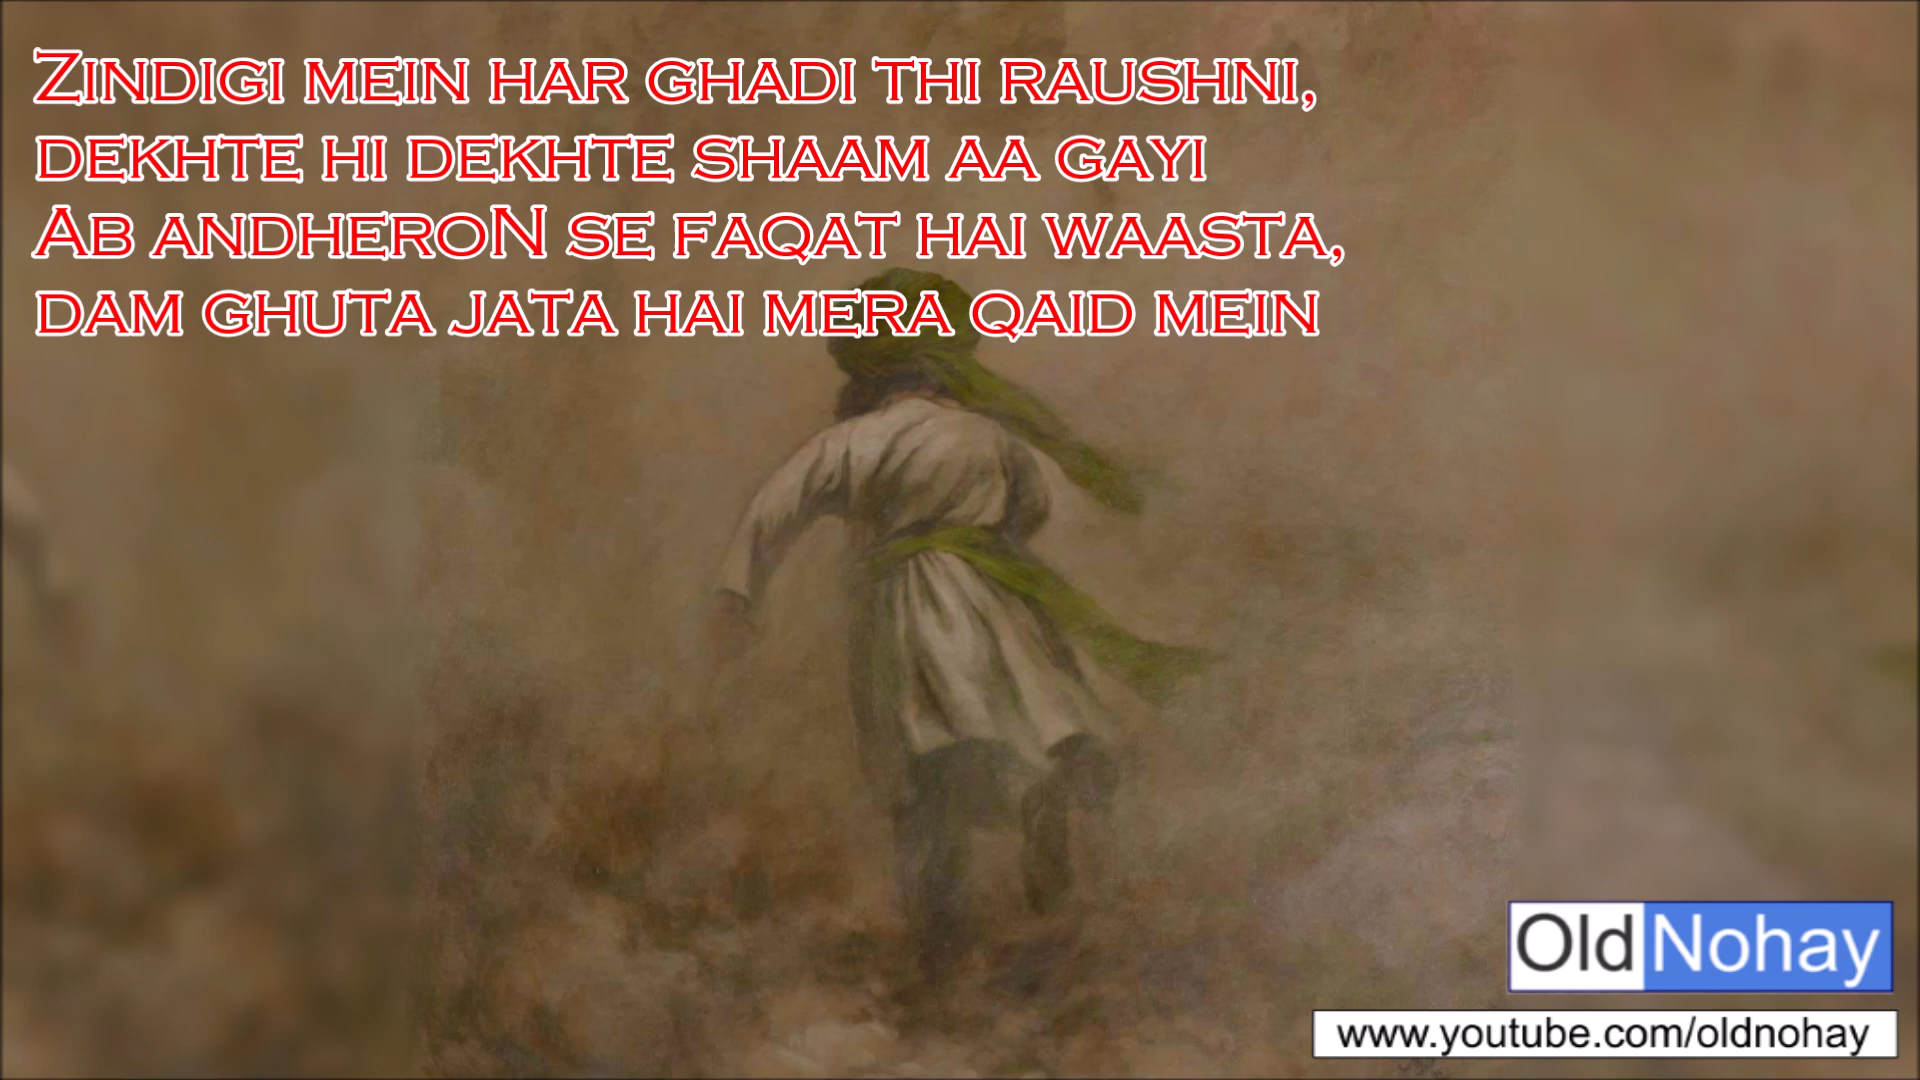 Zindigi mein har ghadi thi raushni,
dekhte hi dekhte shaam aa gayi
Ab andheroN se faqat hai waasta,
dam ghuta jata hai mera qaid mein
Old Nohay
www.youtube.com/oldnohay